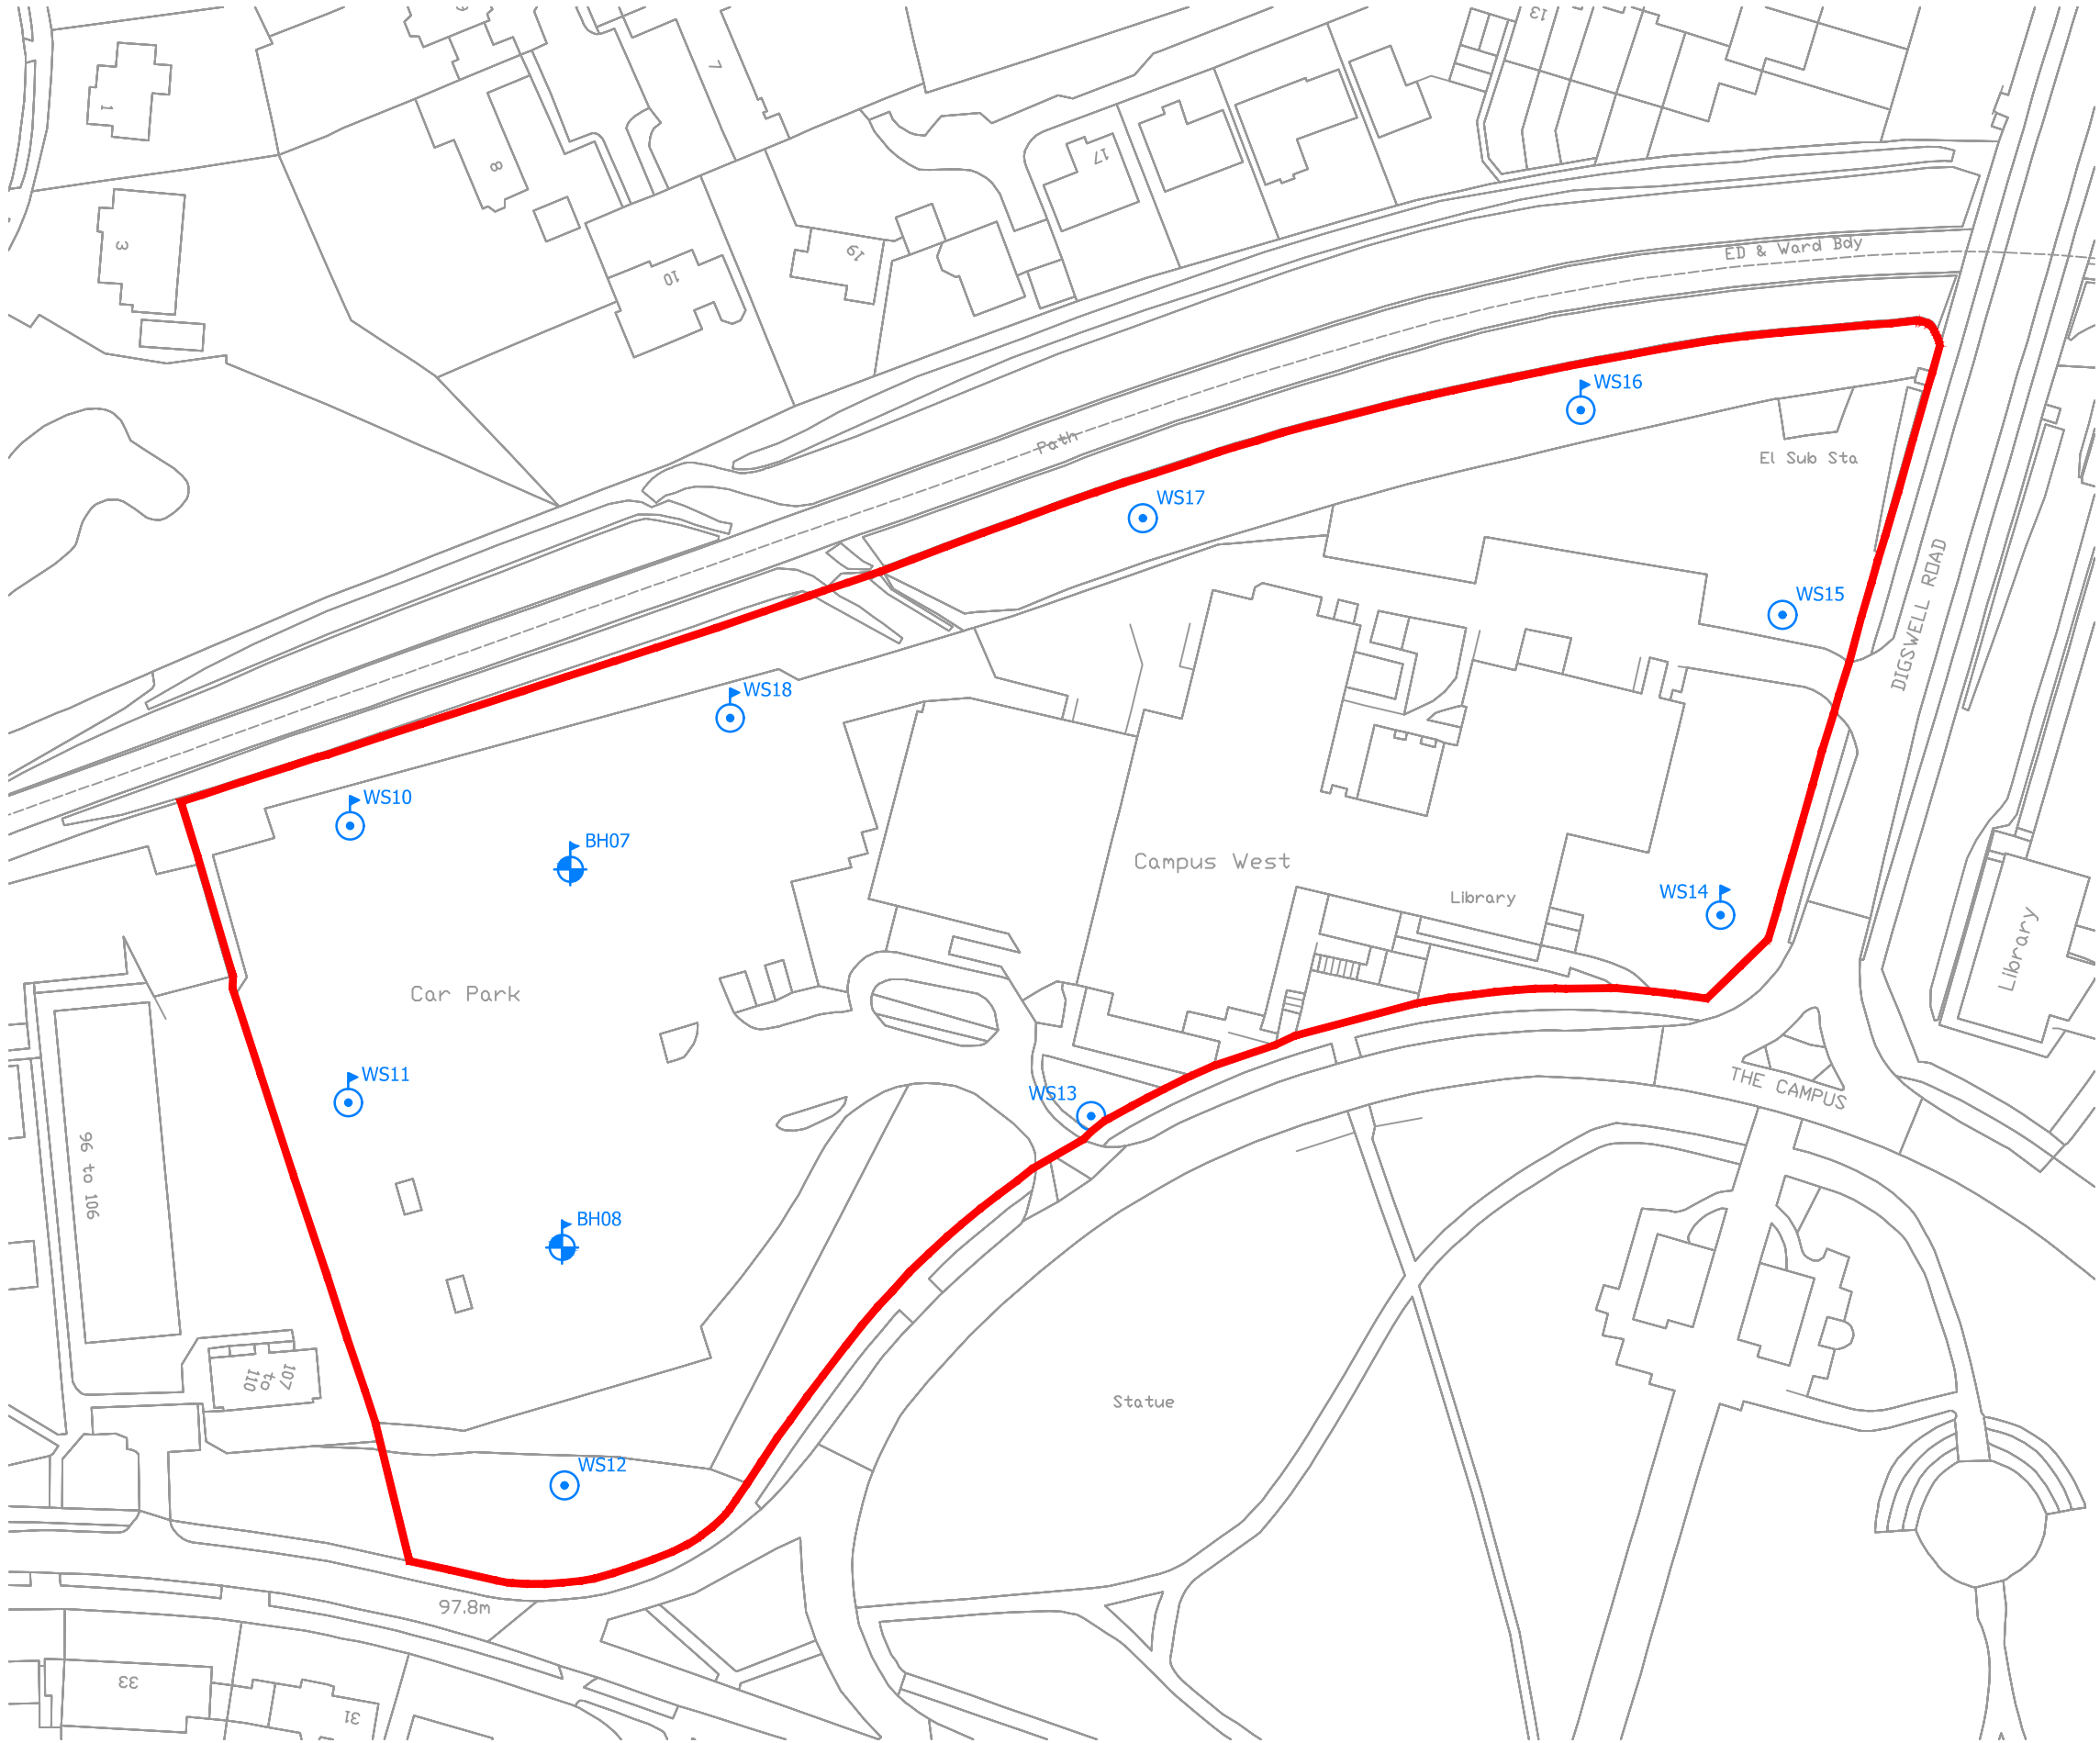 13
7
1
8
17
3
19
10
ED & Ward Bdy
WS16
Path
El Sub Sta
WS17
DIGSWELL ROAD
WS15
WS18
WS10
BH07
Campus West
WS14
Library
Library
Car Park
WS11
THE CAMPUS
WS13
96 to 106
BH08
107
to
110
Statue
WS12
97.8m
33
31